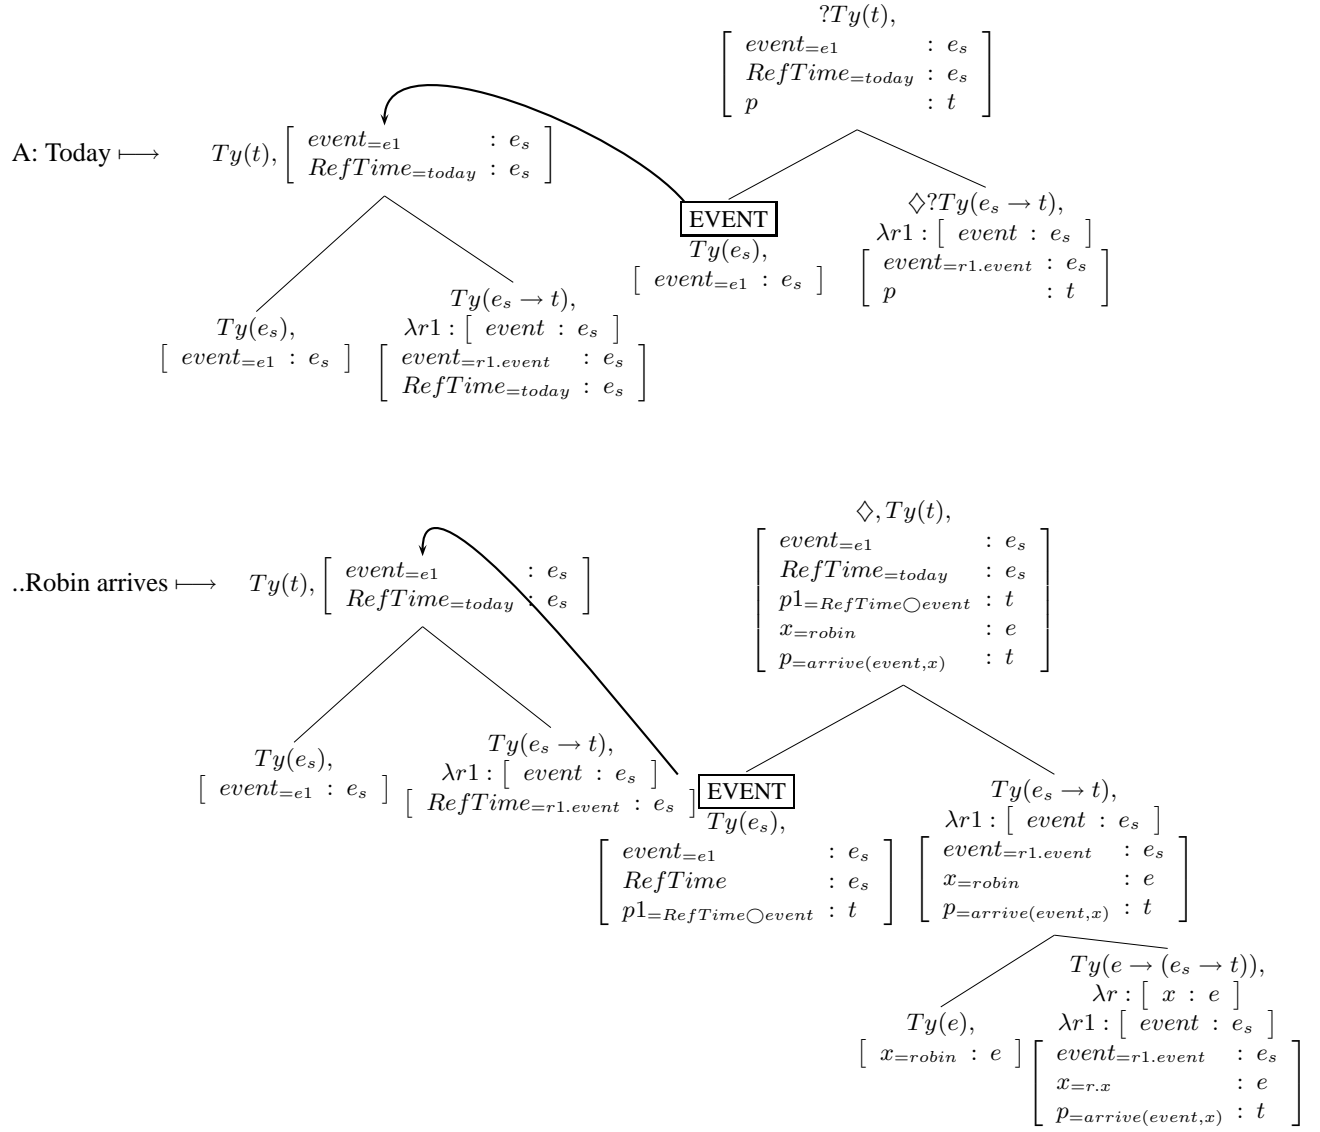 ?Ty(t),
[ event=e1 : es
RefTime=today : es
p : t ]
A: Today ⟼ Ty(t), [ event=e1 : es
RefTime=today : es ]
EVENT
Ty(es),
[ event=e1 : es ]
♢?Ty(es → t),
λr1 : [ event : es ]
[ event=r1.event : es
p : t ]
Ty(es),
[ event=e1 : es ]
Ty(es → t),
λr1 : [ event : es ]
[ event=r1.event : es
RefTime=today : es ]
♢, Ty(t),
[ event=e1 : es
RefTime=today : es
p1=RefTime◯event : t
x=robin : e
p=arrive(event,x) : t ]
..Robin arrives ⟼ Ty(t), [ event=e1 : es
RefTime=today : es ]
Ty(es),
[ event=e1 : es ]
Ty(es → t),
λr1 : [ event : es ]
[ RefTime=r1.event : es ]
EVENT
Ty(es),
[ event=e1 : es
RefTime : es
p1=RefTime◯event : t ]
Ty(es → t),
λr1 : [ event : es ]
[ event=r1.event : es
x=robin : e
p=arrive(event,x) : t ]
Ty(e),
[ x=robin : e ]
Ty(e → (es → t)),
λr : [ x : e ]
λr1 : [ event : es ]
[ event=r1.event : es
x=r.x : e
p=arrive(event,x) : t ]